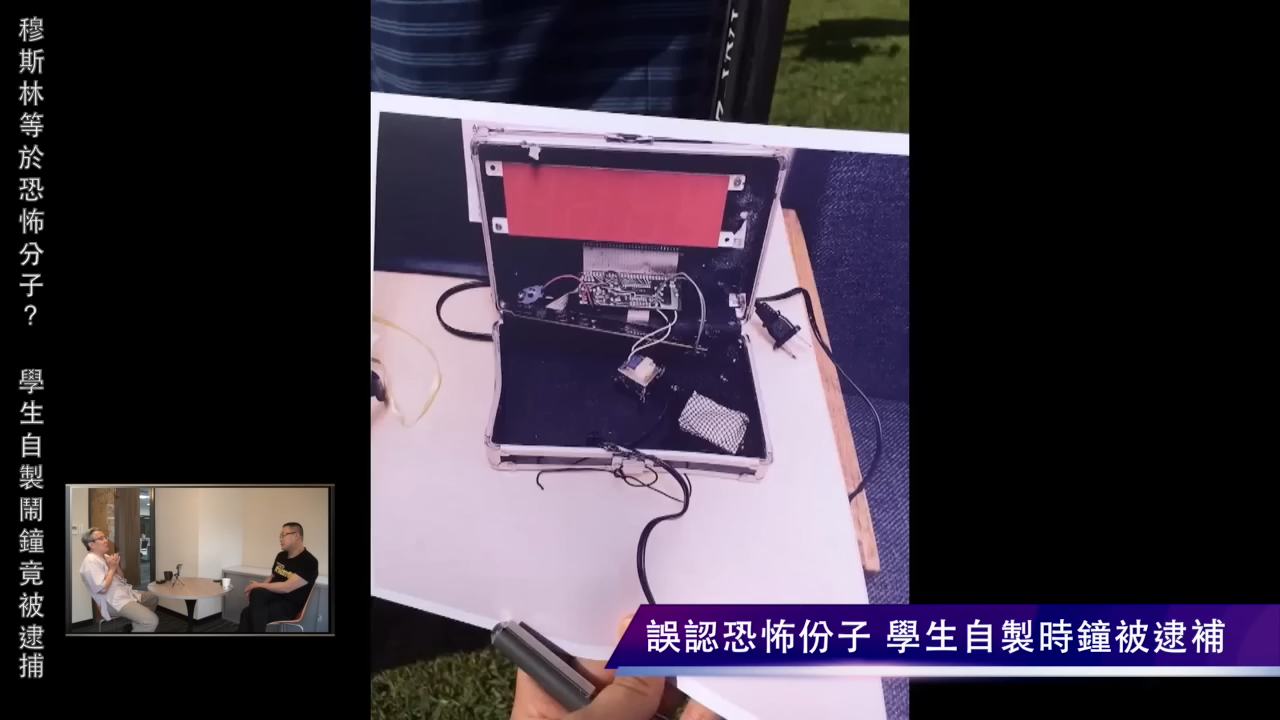 穆斯林等於恐怖分子? 學生自製鬧鐘竟被逮捕
誤認恐怖份子 學生自製時鐘被逮補